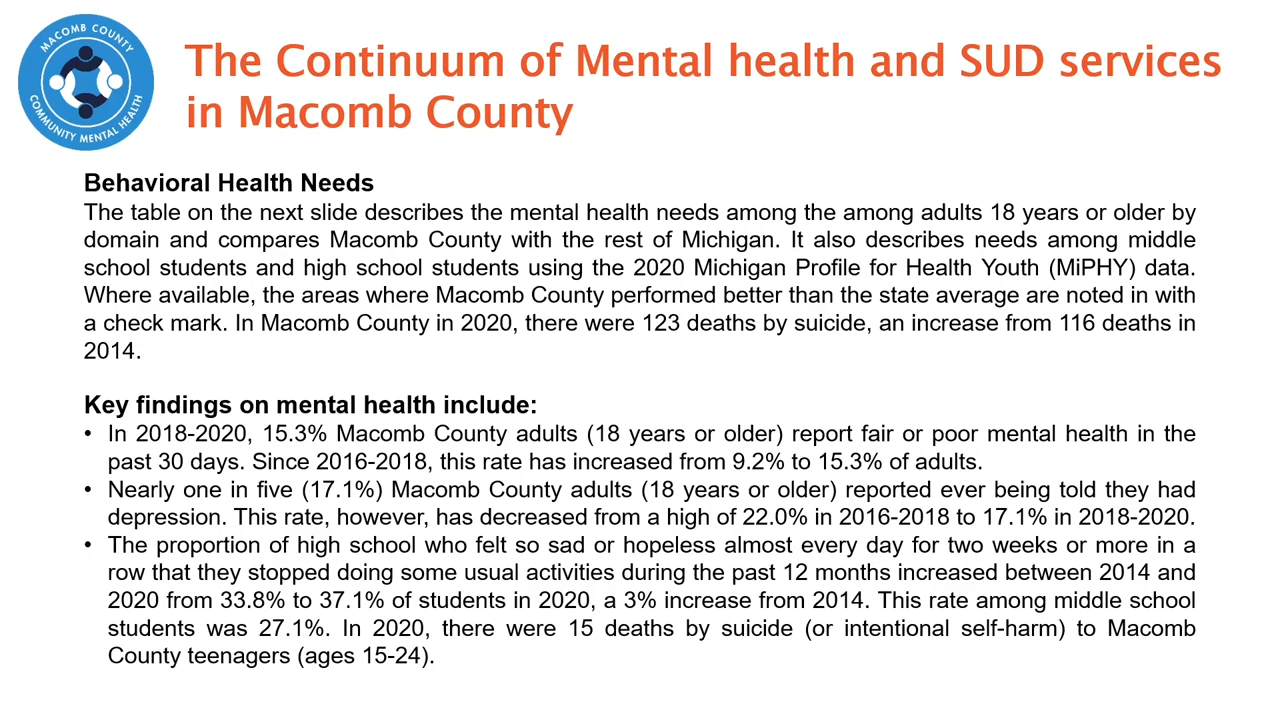 MACOMB COUNTY
COMMUNITY MENTAL HEALTH
The Continuum of Mental health and SUD services
in Macomb County
Behavioral Health Needs
The table on the next slide describes the mental health needs among the among adults 18 years or older by
domain and compares Macomb County with the rest of Michigan. It also describes needs among middle
school students and high school students using the 2020 Michigan Profile for Health Youth (MiPHY) data.
Where available, the areas where Macomb County performed better than the state average are noted in with
a check mark. In Macomb County in 2020, there were 123 deaths by suicide, an increase from 116 deaths in
2014.
Key findings on mental health include:
• In 2018-2020, 15.3% Macomb County adults (18 years or older) report fair or poor mental health in the
past 30 days. Since 2016-2018, this rate has increased from 9.2% to 15.3% of adults.
• Nearly one in five (17.1%) Macomb County adults (18 years or older) reported ever being told they had
depression. This rate, however, has decreased from a high of 22.0% in 2016-2018 to 17.1% in 2018-2020.
• The proportion of high school who felt so sad or hopeless almost every day for two weeks or more in a
row that they stopped doing some usual activities during the past 12 months increased between 2014 and
2020 from 33.8% to 37.1% of students in 2020, a 3% increase from 2014. This rate among middle school
students was 27.1%. In 2020, there were 15 deaths by suicide (or intentional self-harm) to Macomb
County teenagers (ages 15-24).